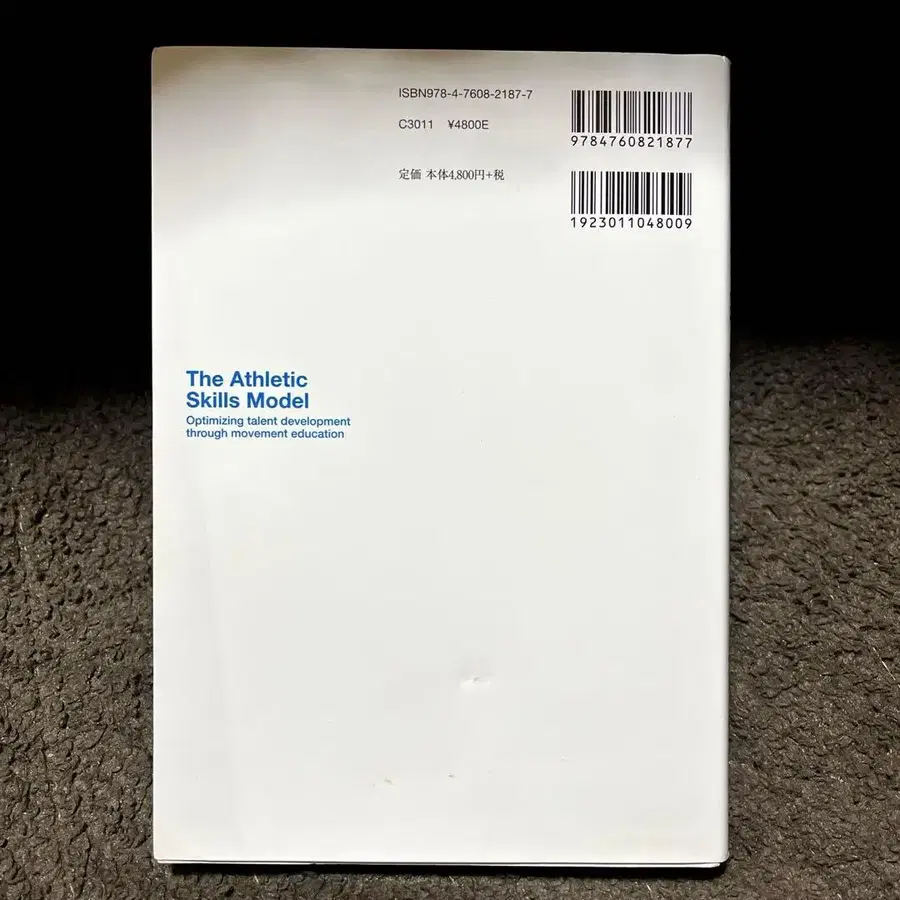 ISBN978-4-7608-2187-7
C3011 ¥4800E
9784760821877
定価 本体4,800円+税
1923011048009
The Athletic
Skills Model
Optimizing talent development
through movement education